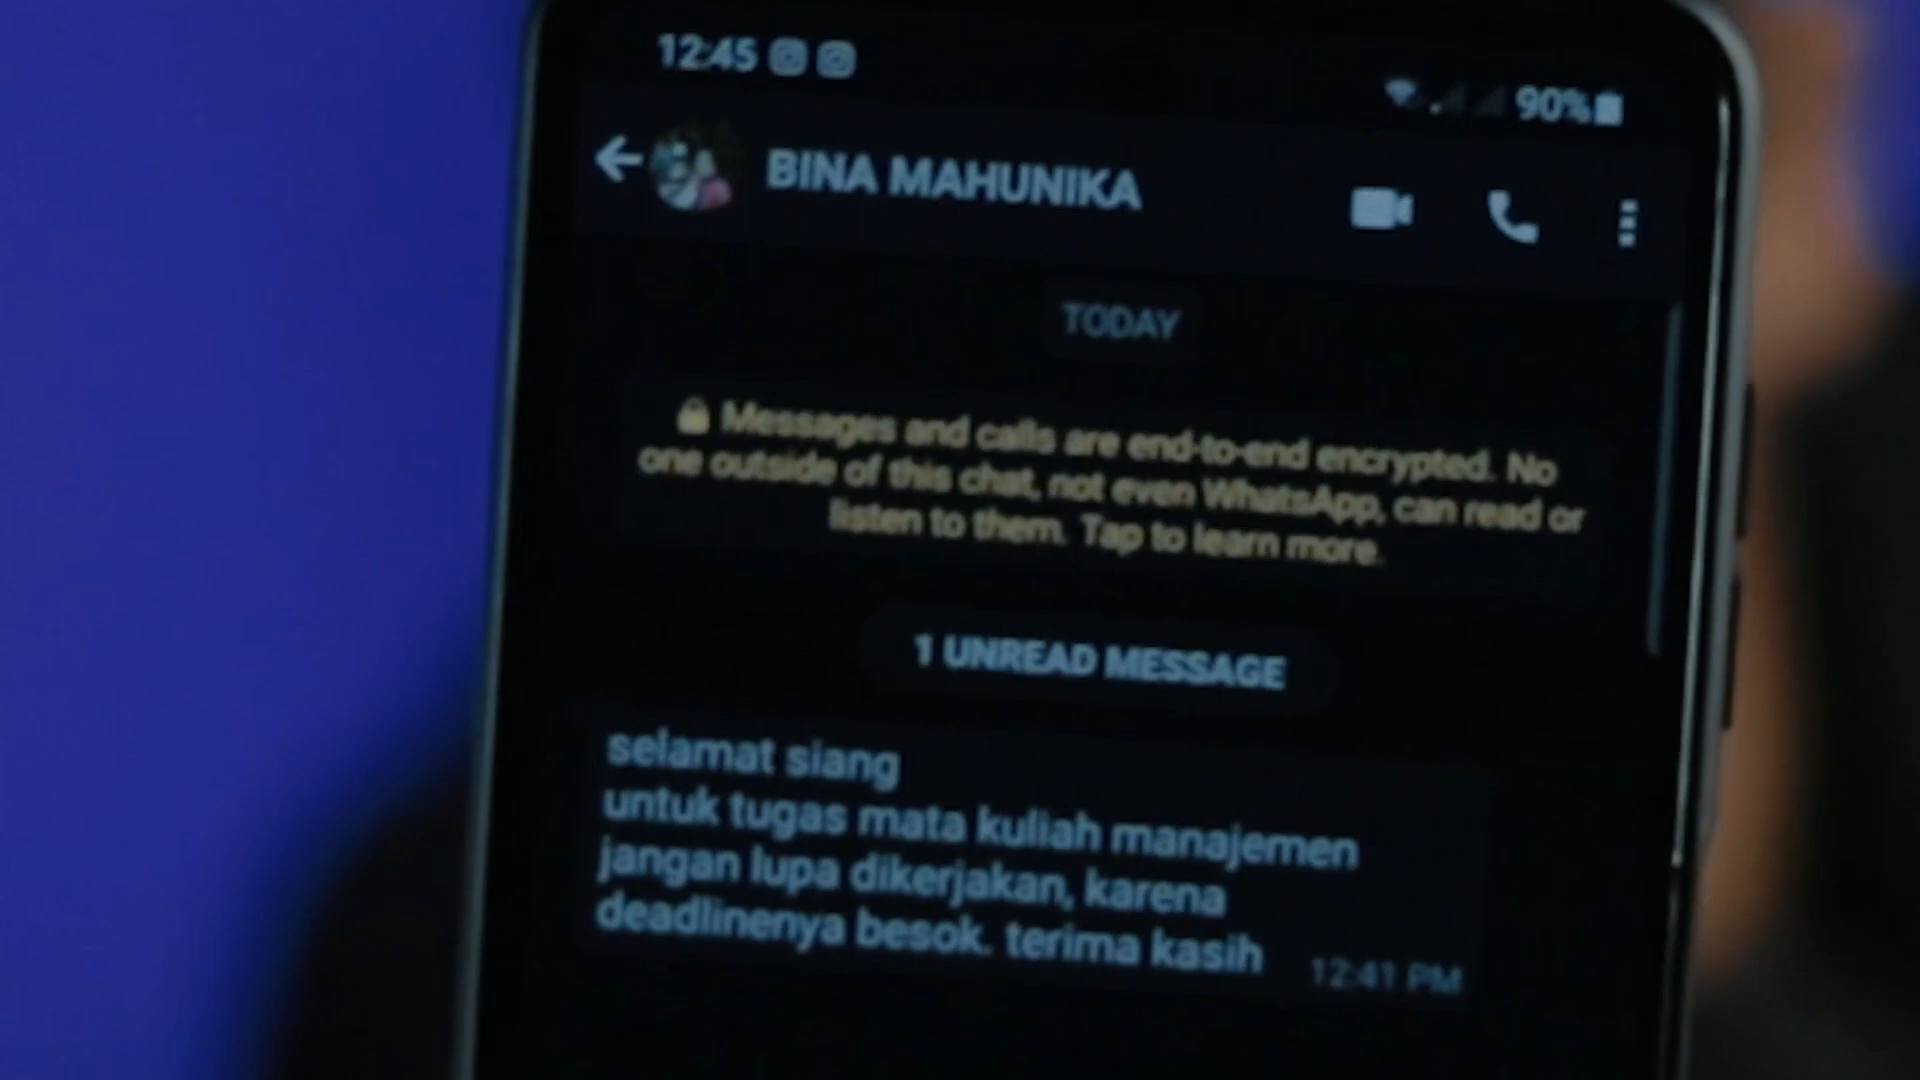 12:45
90%
BINA MAHUNIKA
TODAY
Messages and calls are end-to-end encrypted. No
one outside of this chat, not even WhatsApp, can read or
listen to them. Tap to learn more.
1 UNREAD MESSAGE
selamat siang
untuk tugas mata kuliah manajemen
jangan lupa dikerjakan, karena
deadlinenya besok. terima kasih
12:41 PM